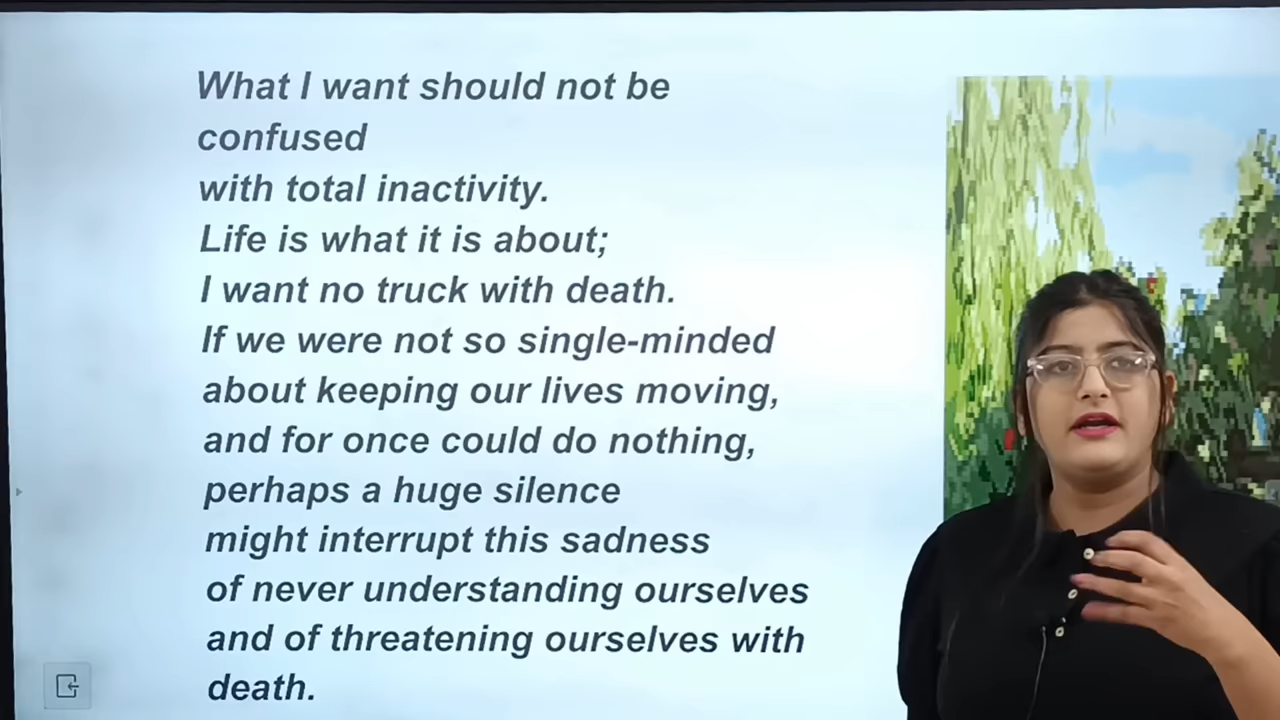 What I want should not be
confused
with total inactivity.
Life is what it is about;
I want no truck with death.
If we were not so single-minded
about keeping our lives moving,
and for once could do nothing,
perhaps a huge silence
might interrupt this sadness
of never understanding ourselves
and of threatening ourselves with
death.